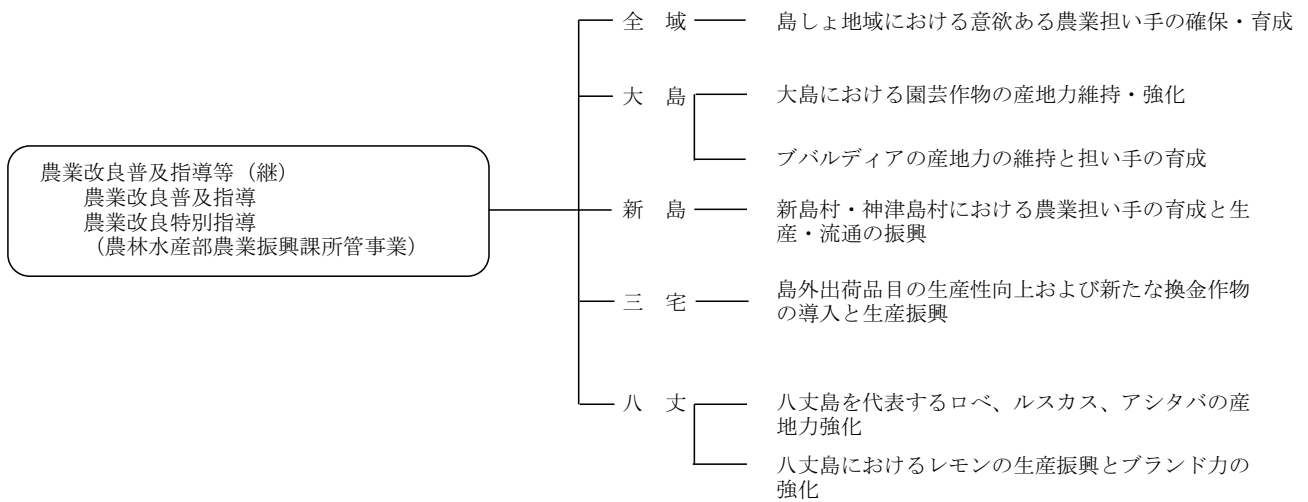 全 域 島しょ地域における意欲ある農業担い手の確保・育成
大 島 大島における園芸作物の産地力維持・強化
ブバルディアの産地力の維持と担い手の育成
農業改良普及指導等（継）
農業改良普及指導
農業改良特別指導
（農林水産部農業振興課所管事業）
新 島 新島村・神津島村における農業担い手の育成と生
産・流通の振興
三 宅 島外出荷品目の生産性向上および新たな換金作物
の導入と生産振興
八 丈 八丈島を代表するロベ、ルスカス、アシタバの産
地力強化
八丈島におけるレモンの生産振興とブランド力の
強化